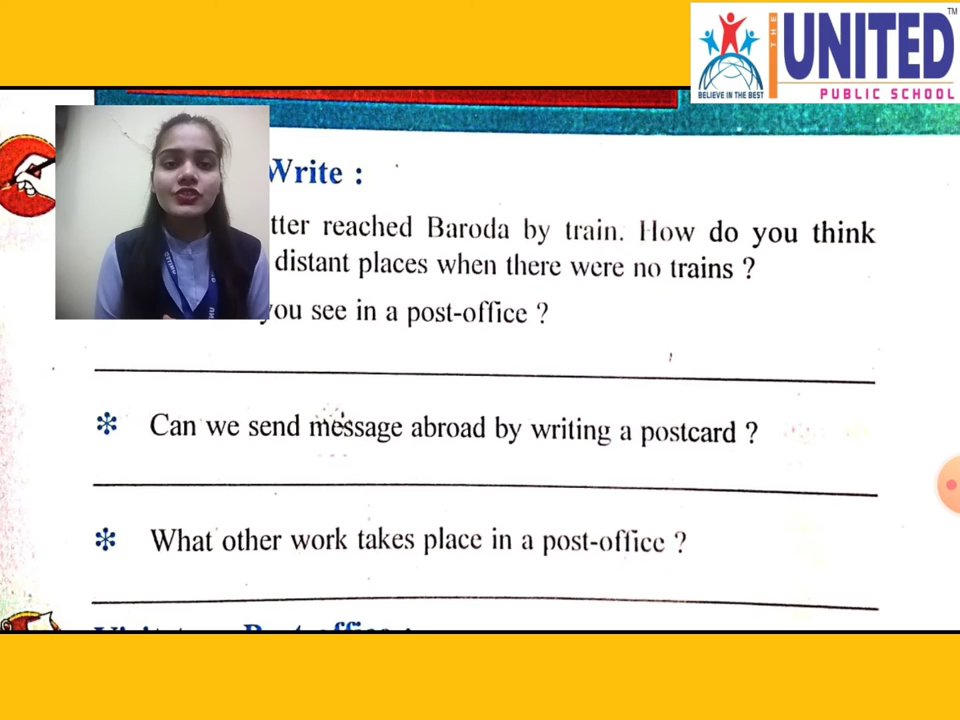 TM
THE UNITED
BELIEVE IN THE BEST
PUBLIC SCHOOL
Write :
tter reached Baroda by train. How do you think
distant places when there were no trains ?
you see in a post-office ?
✻ Can we send message abroad by writing a postcard ?
✻ What other work takes place in a post-office ?